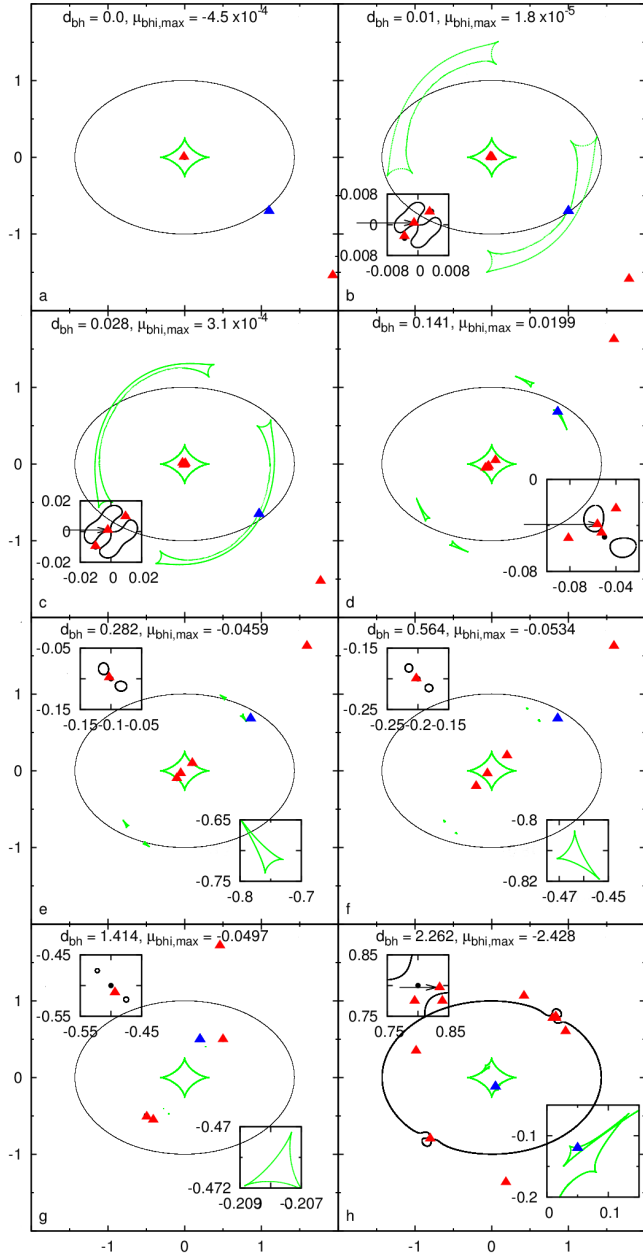 d_bh = 0.0, μ_bhi,max = -4.5 x10^-4
d_bh = 0.01, μ_bhi,max = 1.8 x10^-5
1
0
-1
0.008
0
0.008
-0.008 0 0.008
a
b
d_bh = 0.028, μ_bhi,max = 3.1 x10^-4
d_bh = 0.141, μ_bhi,max = 0.0199
1
0
-1
0.02
0
-0.02
-0.02 0 0.02
-0
-0.08
-0.08 -0.04
c
d
d_bh = 0.282, μ_bhi,max = -0.0459
d_bh = 0.564, μ_bhi,max = -0.0534
1
0
-1
-0.05
-0.15
-0.15 -0.1 -0.05
-0.65
-0.75
-0.8 -0.7
-0.15
-0.25
-0.25 -0.2 -0.15
-0.8
-0.82
-0.47 -0.45
e
f
d_bh = 1.414, μ_bhi,max = -0.0497
d_bh = 2.262, μ_bhi,max = -2.428
1
0
-1
-0.45
-0.55
-0.55 -0.45
-0.47
-0.472
-0.209 -0.207
0.85
0.75
0.75 0.85
-0.1
-0.2
0 0.1
g
h
-1 0 1
-1 0 1